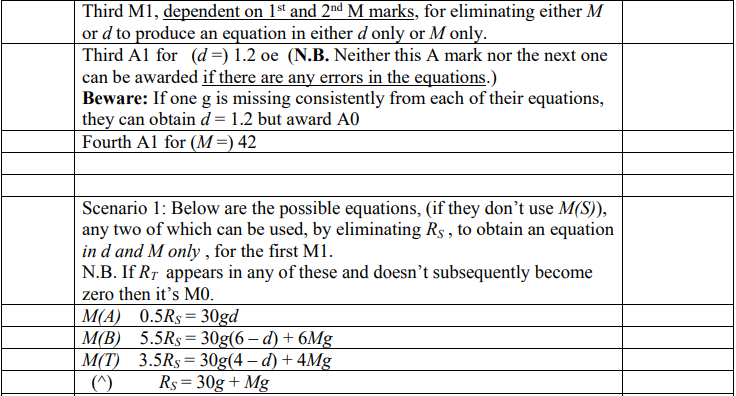 Third M1, dependent on 1st and 2nd M marks, for eliminating either M
or d to produce an equation in either d only or M only.
Third A1 for (d =) 1.2 oe (N.B. Neither this A mark nor the next one
can be awarded if there are any errors in the equations.)
Beware: If one g is missing consistently from each of their equations,
they can obtain d = 1.2 but award A0
Fourth A1 for (M =) 42
Scenario 1: Below are the possible equations, (if they don’t use M(S)),
any two of which can be used, by eliminating RS , to obtain an equation
in d and M only , for the first M1.
N.B. If RT appears in any of these and doesn’t subsequently become
zero then it’s M0.
M(A) 0.5RS = 30gd
M(B) 5.5RS = 30g(6 – d) + 6Mg
M(T) 3.5RS = 30g(4 – d) + 4Mg
(^) RS = 30g + Mg